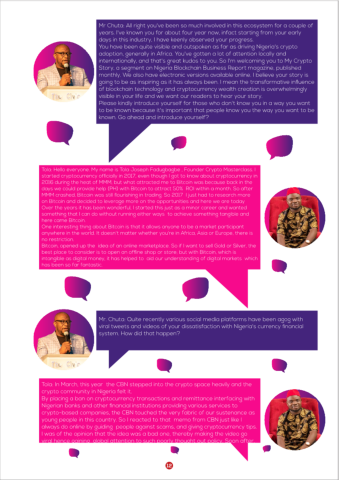 Mr. Chuta: All right you've been so much involved in this ecosystem for a couple of
years, I've known you for about four year now, infact starting from your early
days in this industry, I have keenly observed your progress.
You have been quite visible and outspoken as far as driving Nigeria's crypto
adoption, generally in Africa. You've gotten a lot of attention locally and
internationally, and that's great kudos to you. So I'm welcoming you to My Crypto
Story, a segment on Nigeria Blockchain Business Report magazine, published
monthly. We also have electronic versions available online. I believe your story is
going to be as inspiring as it has always been. I mean the transformative influence
of blockchain technology and cryptocurrency wealth creation is overwhelmingly
visible in your life and we want our readers to hear your story.
Please kindly introduce yourself for those who don't know you in a way you want
to be known because it's important that people know you the way you want to be
known. Go ahead and introduce yourself?
Tola: Hello everyone. My name is Tola Joseph Fadugbagbe, Founder Crypto Masterclass. I
started cryptocurrency officially in 2017, even though I got to know about cryptocurrency in
2016 during the heat of MMM, but what attracted me to Bitcoin was because back in the
days we could provide help (PH) with Bitcoin to attract 50% ROI within a month. So after
MMM crashed, Bitcoin was still flourishing in trading. So 2017, I just had to research more
on Bitcoin and decided to leverage more on the opportunities and here we are today.
Over the years, it has been wonderful. I started this just as a minor career and wanted
something that I can do without running either ways to achieve something tangible and
here came Bitcoin.
One interesting thing about Bitcoin is that it allows anyone to be a market participant
anywhere in the world. It doesn't matter whether you're in Africa, Asia or Europe, there is
no restriction.
Bitcoin, opened up the idea of an online marketplace. So if I want to sell Gold or Silver, the
best place to consider is to open an offline shop or store, but with Bitcoin, which is
intangible as digital money, it has helped to aid our understanding of digital markets, which
has been so far fantastic.
Mr. Chuta: Quite recently various social media platforms have been agog with
viral tweets and videos of your dissatisfaction with Nigeria's currency financial
system. How did that happen?
Tola: In March, this year the CBN stepped into the crypto space heavily and the
crypto community in Nigeria felt it.
By placing a ban on cryptocurrency transactions and remittance interfacing with
Nigerian banks and other financial institutions providing various services to
crypto-based companies, the CBN touched the very fabric of our sustenance as
young people in this country. So I reacted to that memo from CBN just like I
always do online by guiding people against scams, and giving cryptocurrency tips.
I was of the opinion that the idea was a bad one, thereby making the video go
viral hence gaining global attention to such poorly thought out policy. Soon after
12